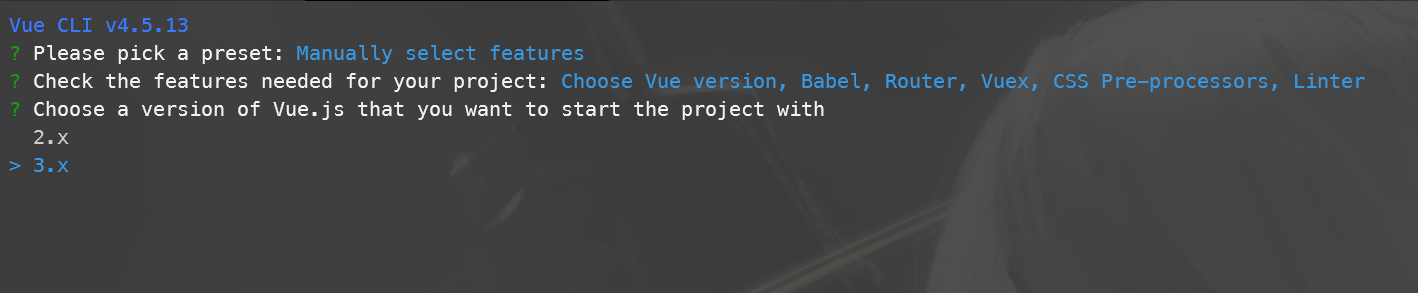 Vue CLI v4.5.13
? Please pick a preset: Manually select features
? Check the features needed for your project: Choose Vue version, Babel, Router, Vuex, CSS Pre-processors, Linter
? Choose a version of Vue.js that you want to start the project with
  2.x
> 3.x